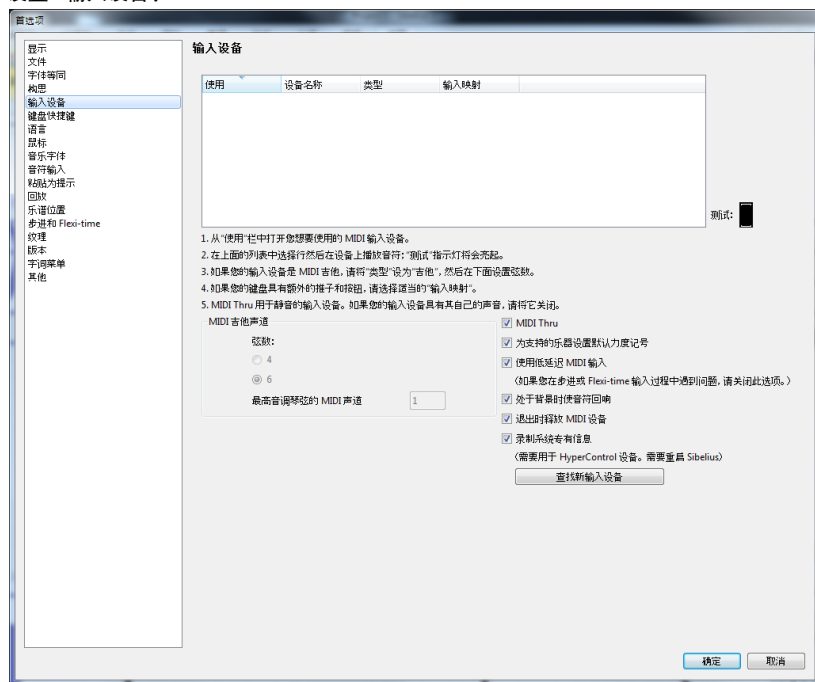 首选项
显示
文件
字体等同
构思
输入设备
键盘快捷键
语言
鼠标
音乐字体
音符输入
粘贴为提示
回放
乐谱位置
步进和 Flexi-time
纹理
版本
字词菜单
其他
输入设备
使用 设备名称 类型 输入映射
测试:
1. 从“使用”栏中打开您想要使用的 MIDI 输入设备。
2. 在上面的列表中选择行然后在设备上播放音符:“测试”指示灯将会亮起。
3. 如果您的输入设备是 MIDI 吉他, 请将“类型”设为“吉他”, 然后在下面设置弦数。
4. 如果您的键盘具有额外的推子和按钮, 请选择适当的“输入映射”。
5. MIDI Thru 用于静音的输入设备。如果您的输入设备具有其自己的声音, 请将它关闭。
MIDI 吉他声道
弦数:
4
6
最高音调琴弦的 MIDI 声道 1
MIDI Thru
为支持的乐器设置默认力度记号
使用低延迟 MIDI 输入
(如果您在步进或 Flexi-time 输入过程中遇到问题, 请关闭此选项。)
处于背景时使音符回响
退出时释放 MIDI 设备
录制系统专有信息
(需要用于 HyperControl 设备。需要重启 Sibelius)
查找新输入设备
确定 取消